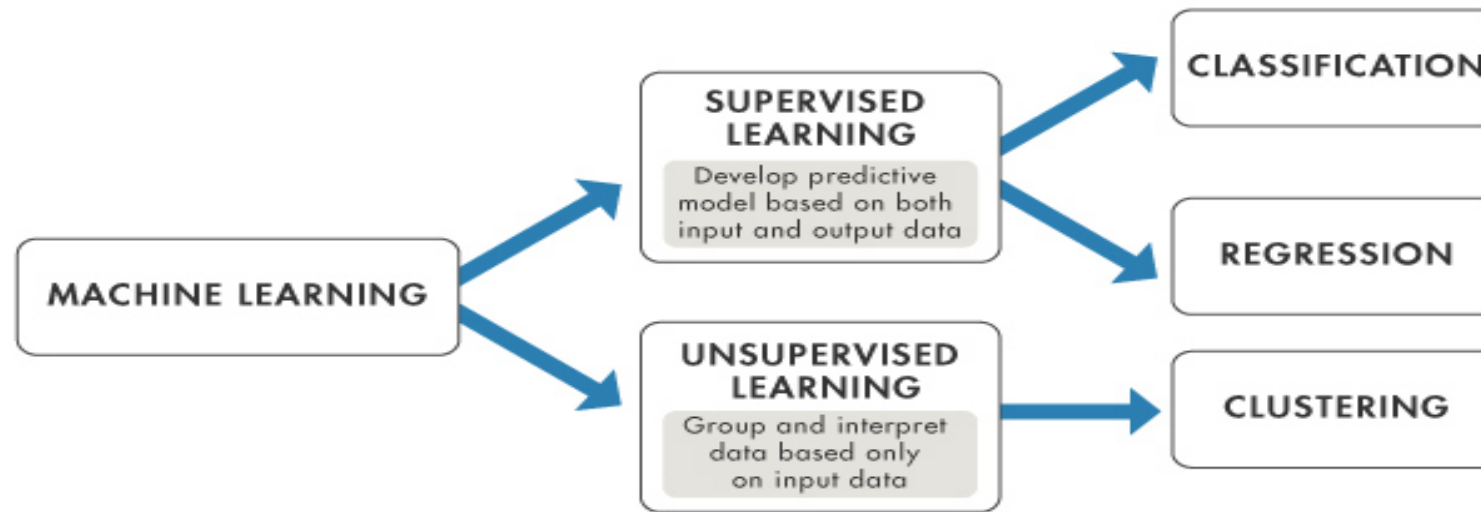 MACHINE LEARNING
SUPERVISED
LEARNING
Develop predictive
model based on both
input and output data
UNSUPERVISED
LEARNING
Group and interpret
data based only
on input data
CLASSIFICATION
REGRESSION
CLUSTERING